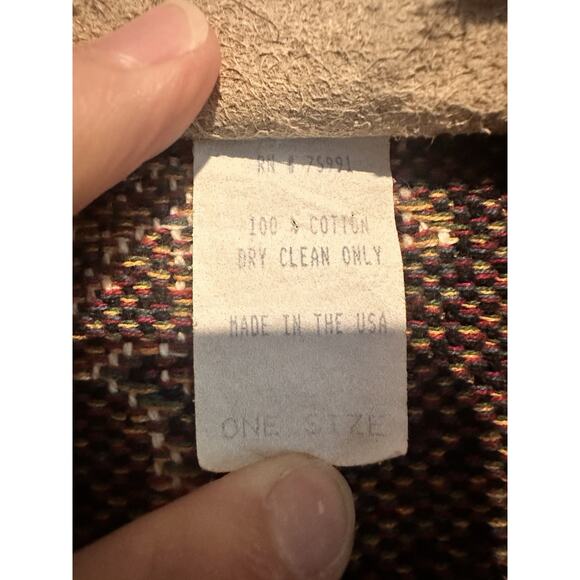 RN # 75991
100 % COTTON
DRY CLEAN ONLY
MADE IN THE USA
ONE SIZE